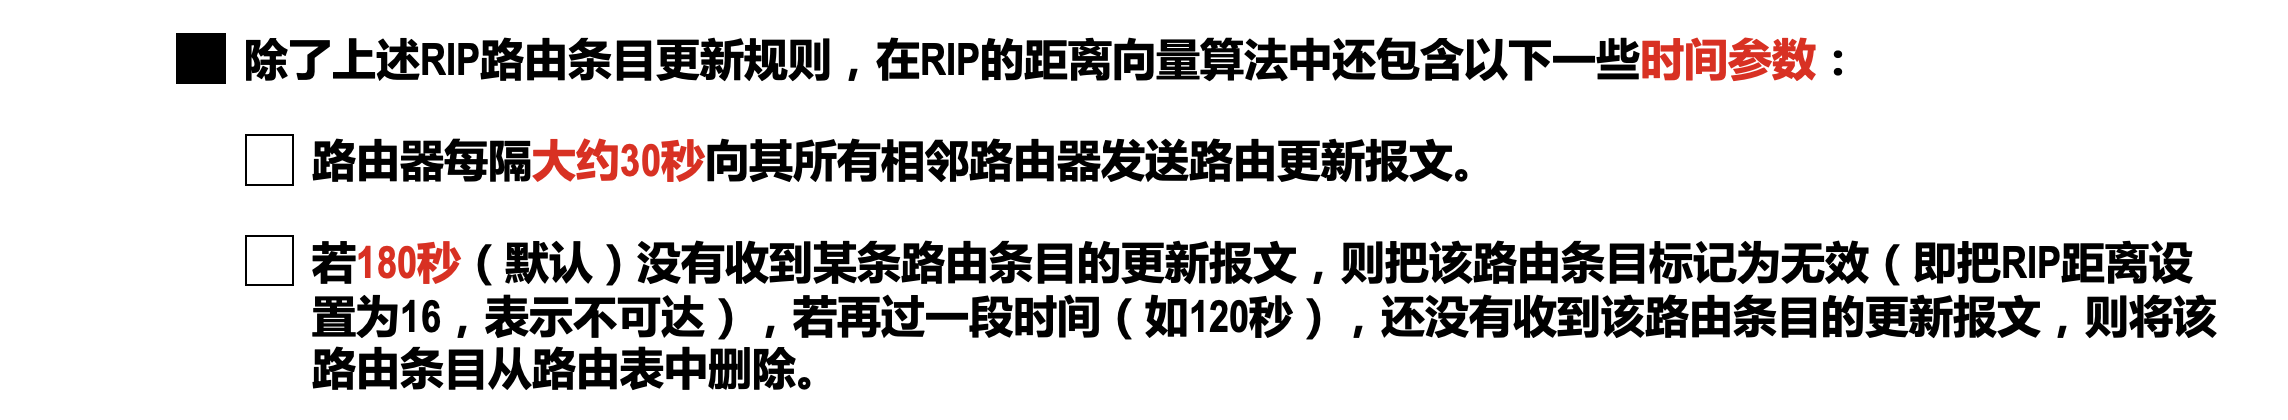 除了上述RIP路由条目更新规则，在RIP的距离向量算法中还包含以下一些时间参数：
路由器每隔大约30秒向其所有相邻路由器发送路由更新报文。
若180秒（默认）没有收到某条路由条目的更新报文，则把该路由条目标记为无效（即把RIP距离设
置为16，表示不可达），若再过一段时间（如120秒），还没有收到该路由条目的更新报文，则将该
路由条目从路由表中删除。